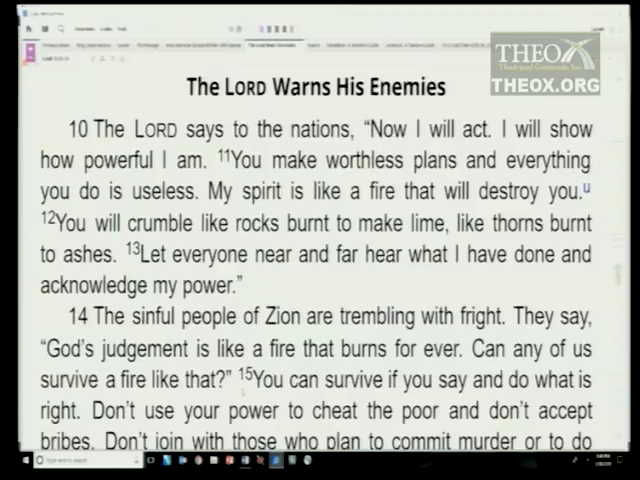 THEOX
THEOX.ORG
The LORD Warns His Enemies
10 The LORD says to the nations, “Now I will act. I will show
how powerful I am. 11You make worthless plans and everything
you do is useless. My spirit is like a fire that will destroy you.u
12You will crumble like rocks burnt to make lime, like thorns burnt
to ashes. 13Let everyone near and far hear what I have done and
acknowledge my power.”
14 The sinful people of Zion are trembling with fright. They say,
“God's judgement is like a fire that burns for ever. Can any of us
survive a fire like that?” 15You can survive if you say and do what is
right. Don't use your power to cheat the poor and don't accept
bribes. Don't join with those who plan to commit murder or to do